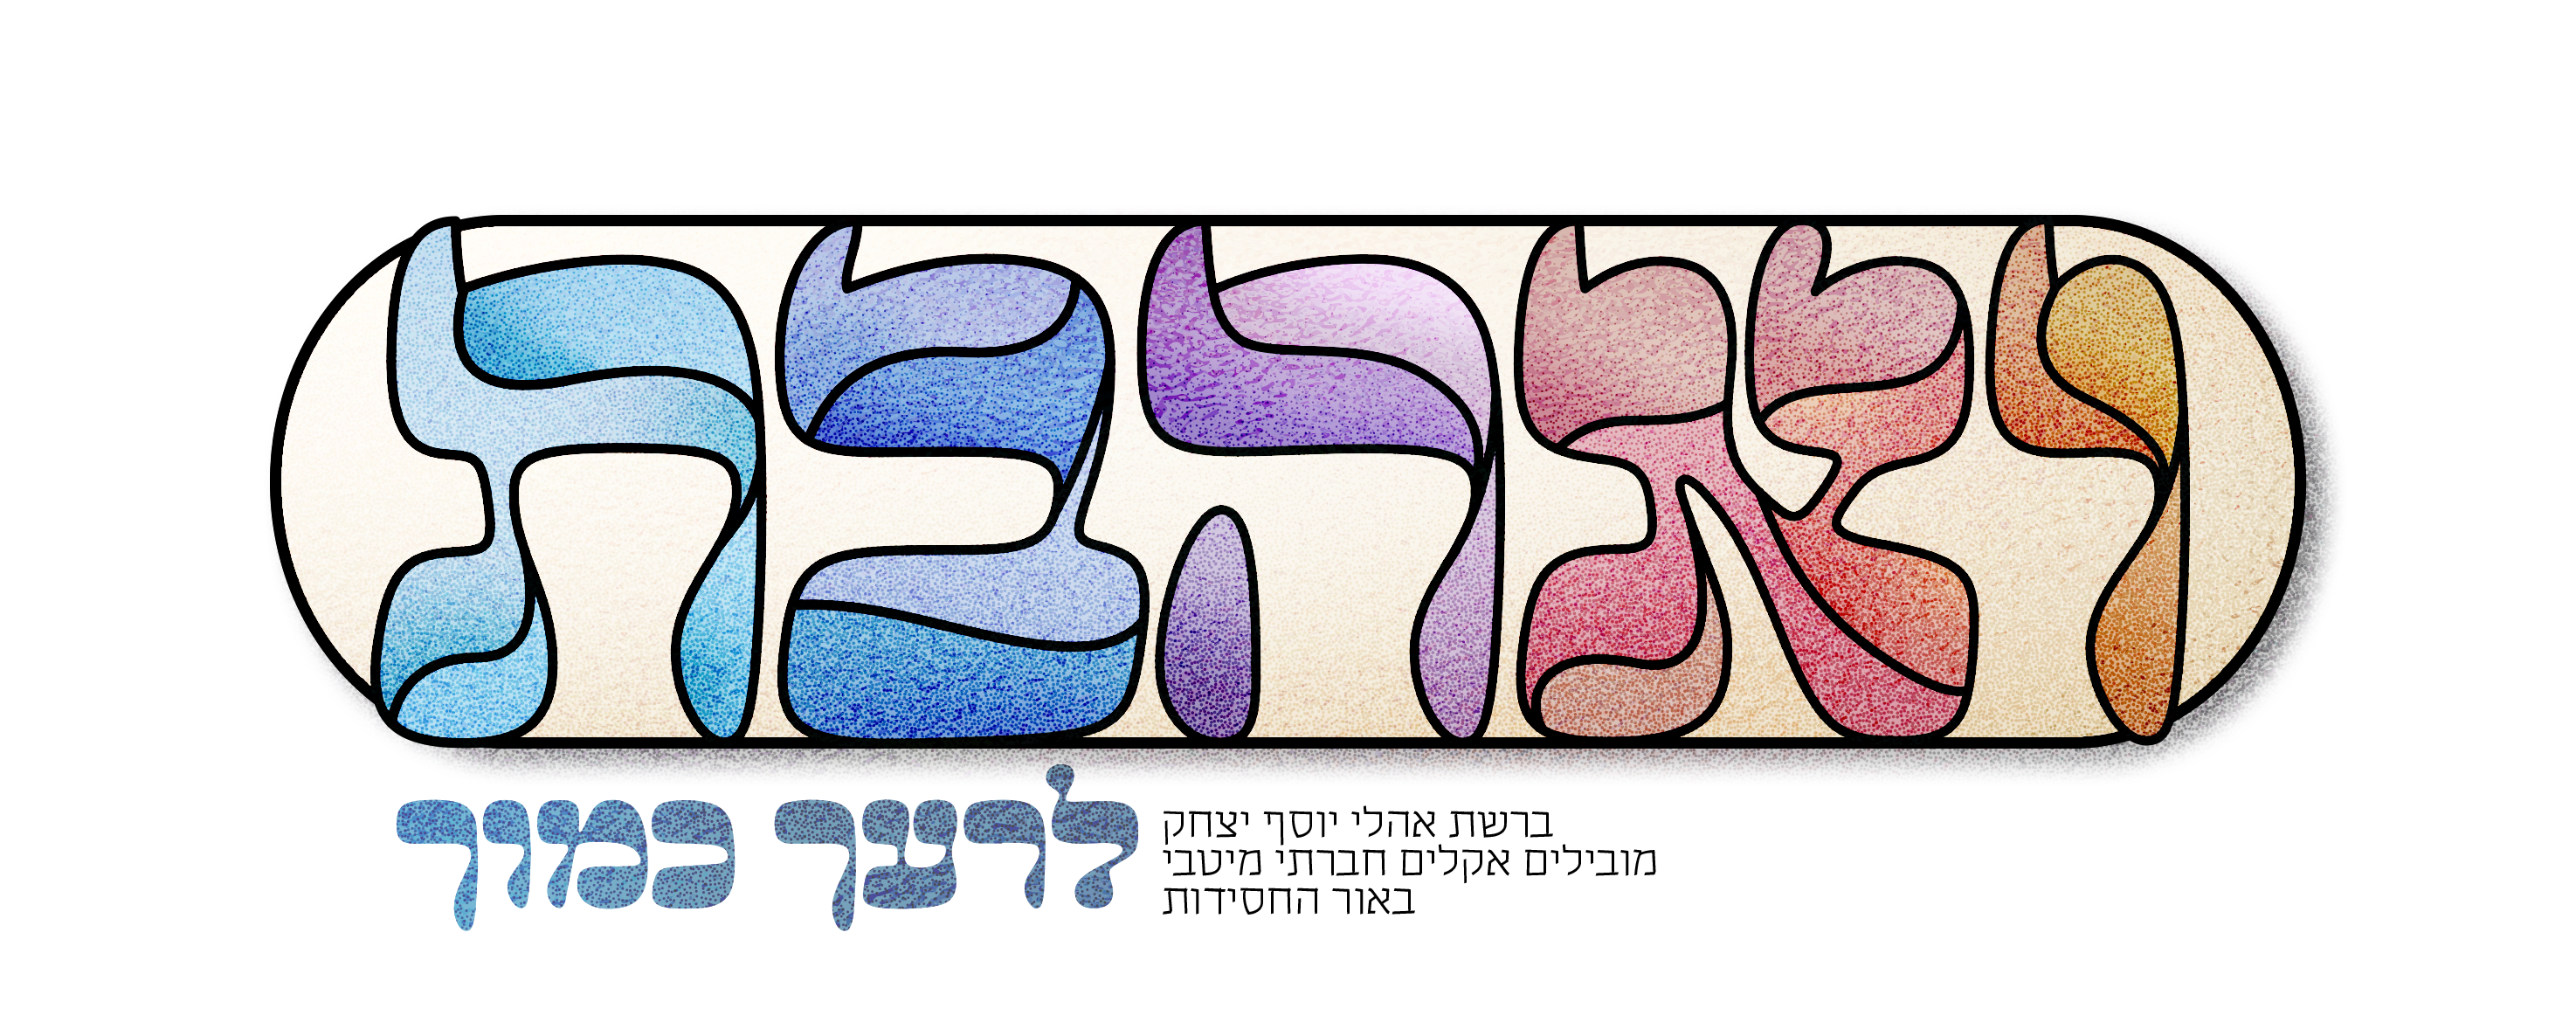 ואהבת
לרעך כמוך
ברשת אהלי יוסף יצחק
מובילים אקלים חברתי מיטבי
באור החסידות